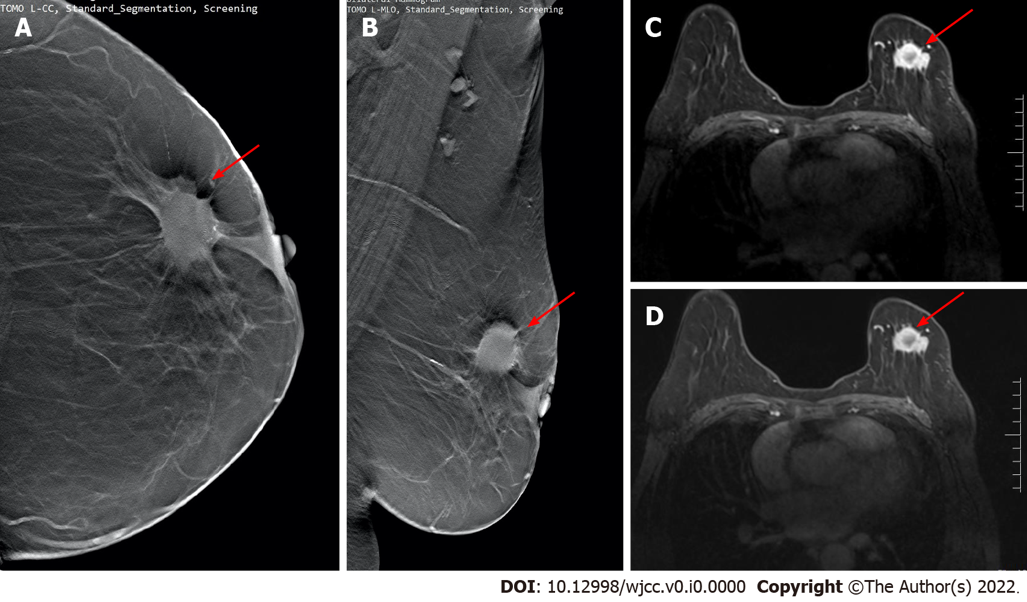 TOMO L-CC, Standard_Segmentation, Screening
A
TOMO L-MLO, Standard_Segmentation, Screening
B
C
D
DOI: 10.12998/wjcc.v0.i0.0000 Copyright ©The Author(s) 2022.